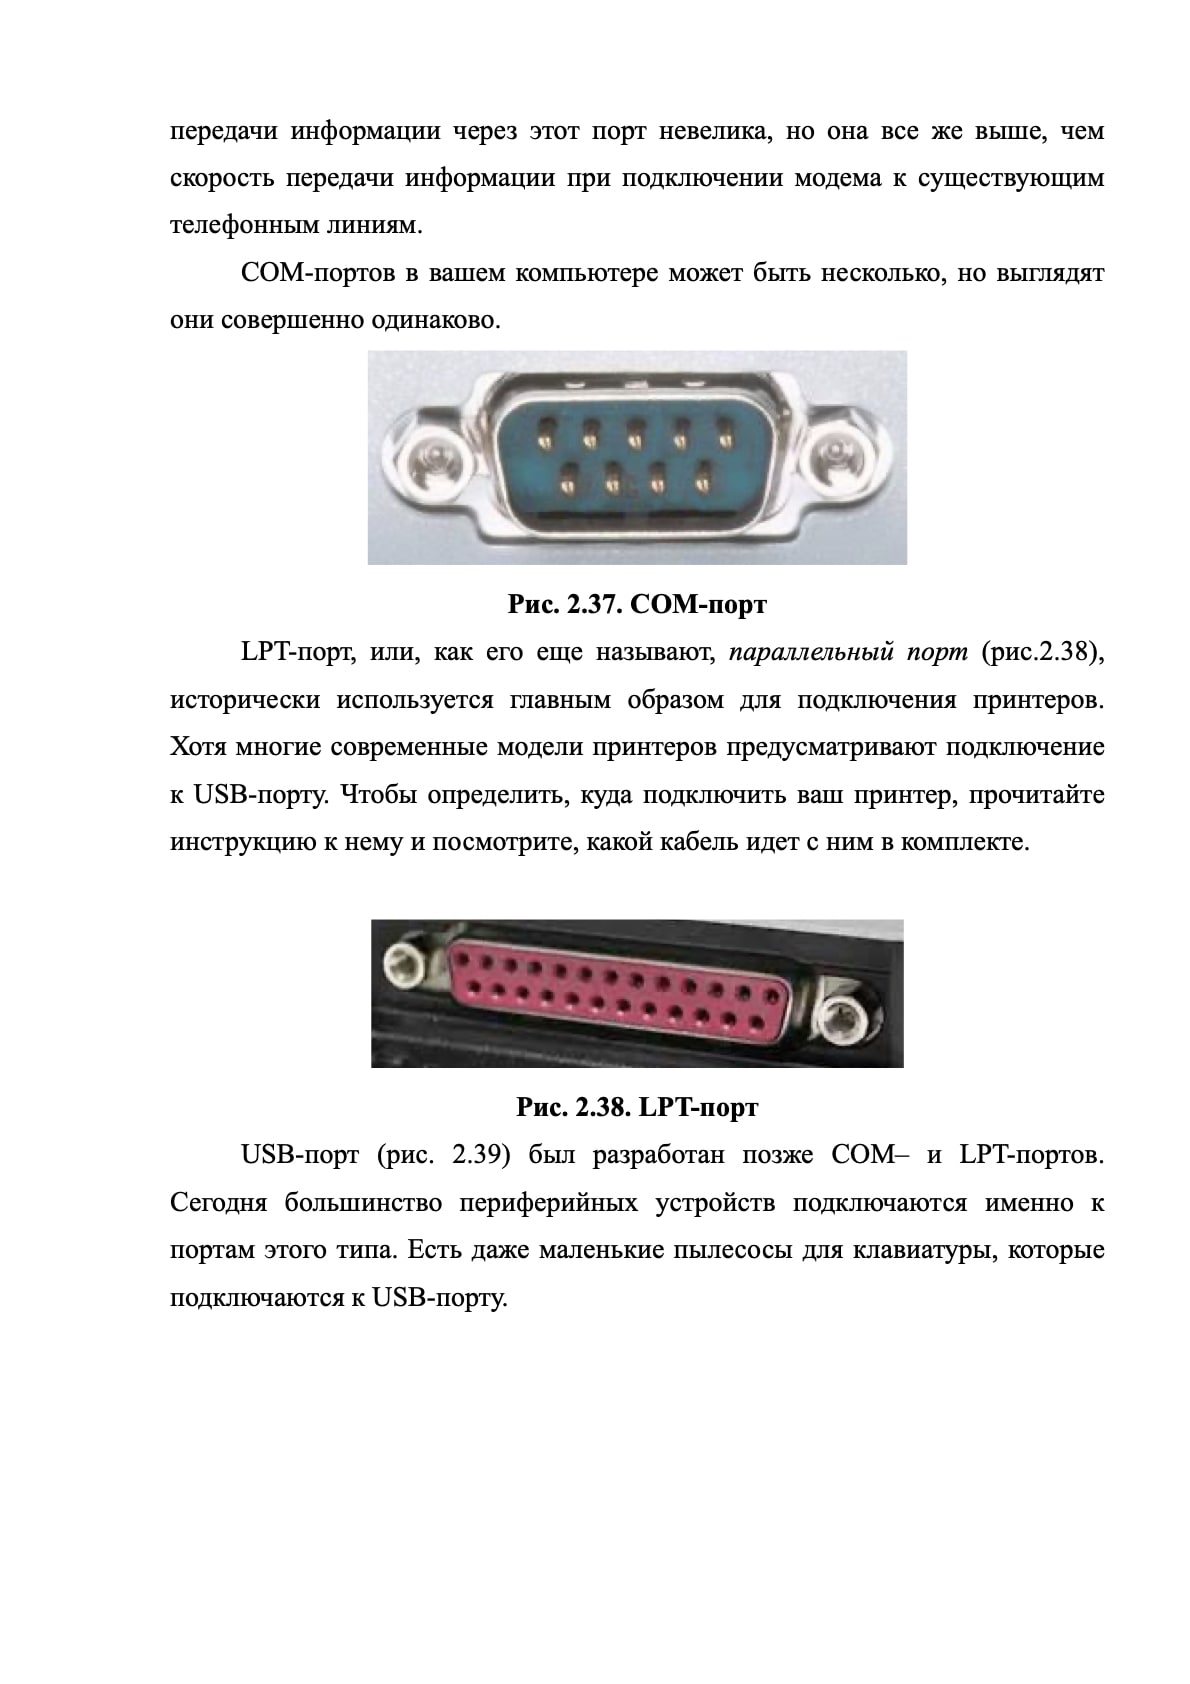 передачи информации через этот порт невелика, но она все же выше, чем
скорость передачи информации при подключении модема к существующим
телефонным линиям.
COM-портов в вашем компьютере может быть несколько, но выглядят
они совершенно одинаково.
Рис. 2.37. COM-порт
LPT-порт, или, как его еще называют, параллельный порт (рис.2.38),
исторически используется главным образом для подключения принтеров.
Хотя многие современные модели принтеров предусматривают подключение
к USB-порту. Чтобы определить, куда подключить ваш принтер, прочитайте
инструкцию к нему и посмотрите, какой кабель идет с ним в комплекте.
Рис. 2.38. LPT-порт
USB-порт (рис. 2.39) был разработан позже COM– и LPT-портов.
Сегодня большинство периферийных устройств подключаются именно к
портам этого типа. Есть даже маленькие пылесосы для клавиатуры, которые
подключаются к USB-порту.